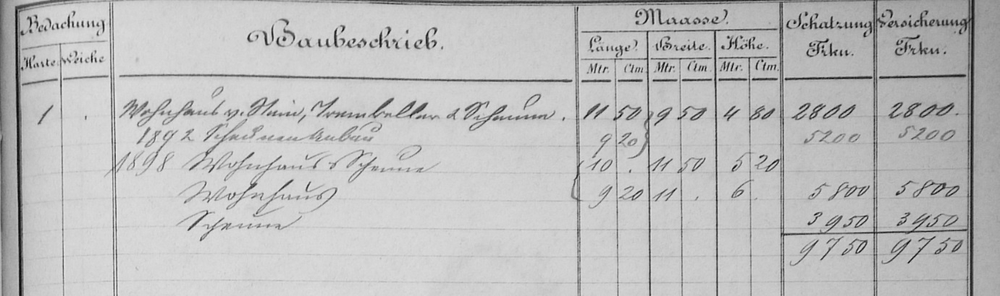 Bedachung Baubeschrieb. Maasse. Schatzung Versicherung
Länge. Breite. Höhe. Frkn. Frkn.
Harte. Weiche Mtr. Ctm. Mtr. Ctm. Mtr. Ctm.
1 . Wohnhaus v. Stein, Tremkeller & Scheune. 11 50 9 50 4 80 2800 2800.
1892 Scheunenanbau 9 20 5200 5200
1898 Wohnhaus & Scheune 10 . 11 50 5 20
Wohnhaus 9 20 11 . 6 . 5800 5800
Scheune 3950 3950
9750 9750